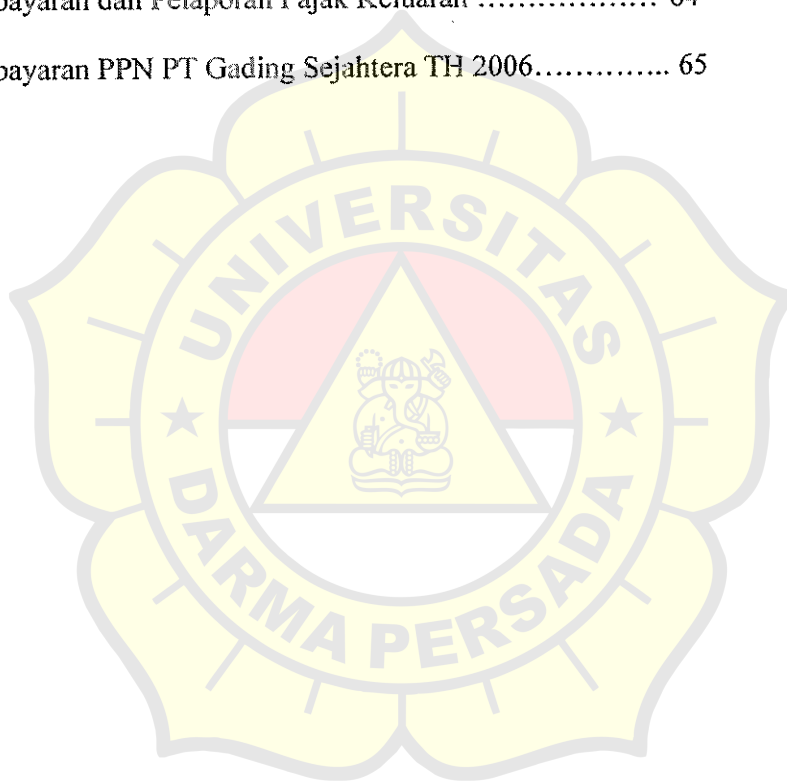 bayaran dan Pelaporan Pajak Keluaran .................. 64
bayaran PPN PT Gading Sejahtera TH 2006.............. 65
UNIVERSITAS
DARMA PERSADA